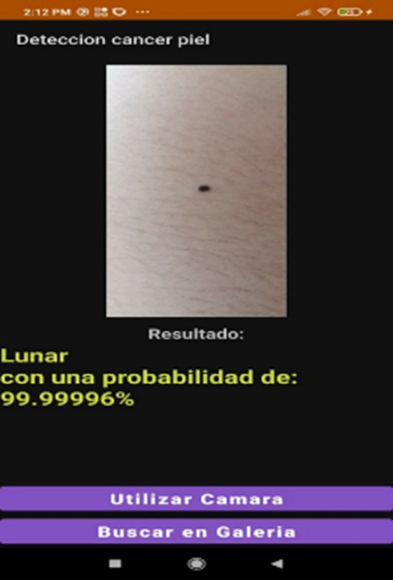 2:12 PM
Deteccion cancer piel
Resultado:
Lunar
con una probabilidad de:
99.99996%
Utilizar Camara
Buscar en Galeria